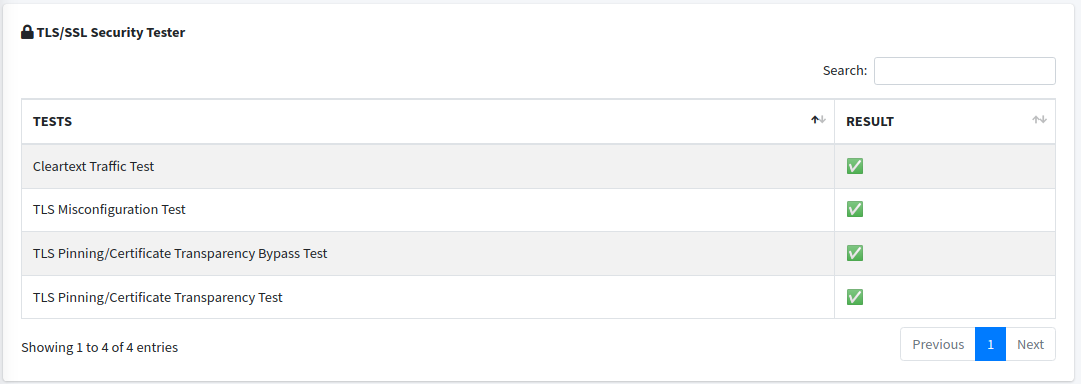 TLS/SSL Security Tester
Search:
TESTS RESULT
Cleartext Traffic Test ✅
TLS Misconfiguration Test ✅
TLS Pinning/Certificate Transparency Bypass Test ✅
TLS Pinning/Certificate Transparency Test ✅
Showing 1 to 4 of 4 entries
Previous 1 Next